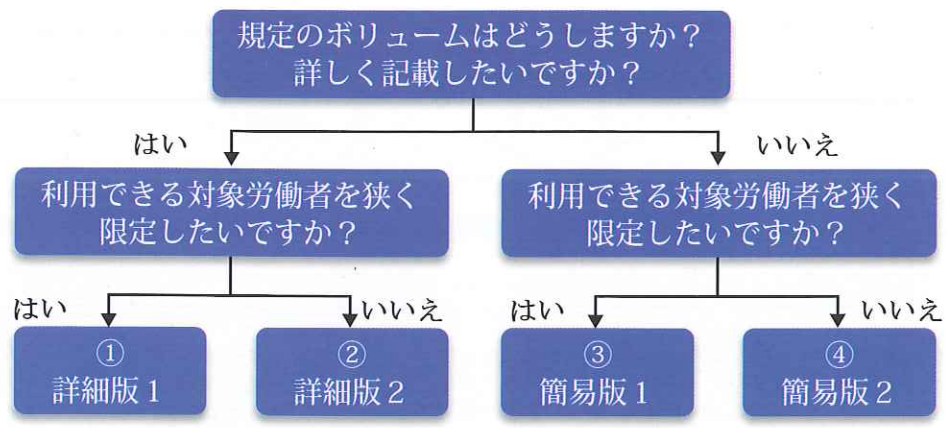 規定のボリュームはどうしますか？
詳しく記載したいですか？
はい
いいえ
利用できる対象労働者を狭く
限定したいですか？
利用できる対象労働者を狭く
限定したいですか？
はい
いいえ
はい
いいえ
①
詳細版１
②
詳細版２
③
簡易版１
④
簡易版２